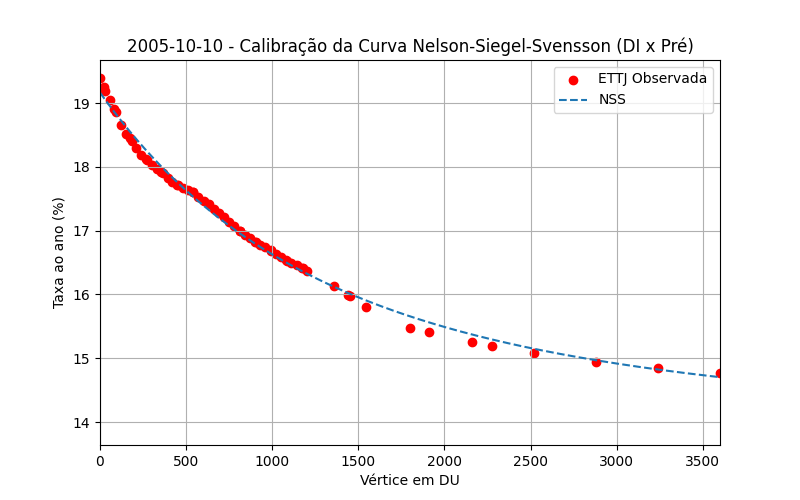 2005-10-10 - Calibração da Curva Nelson-Siegel-Svensson (DI x Pré)
ETTJ Observada
NSS
Taxa ao ano (%)
19
18
17
16
15
14
0 500 1000 1500 2000 2500 3000 3500
Vértice em DU